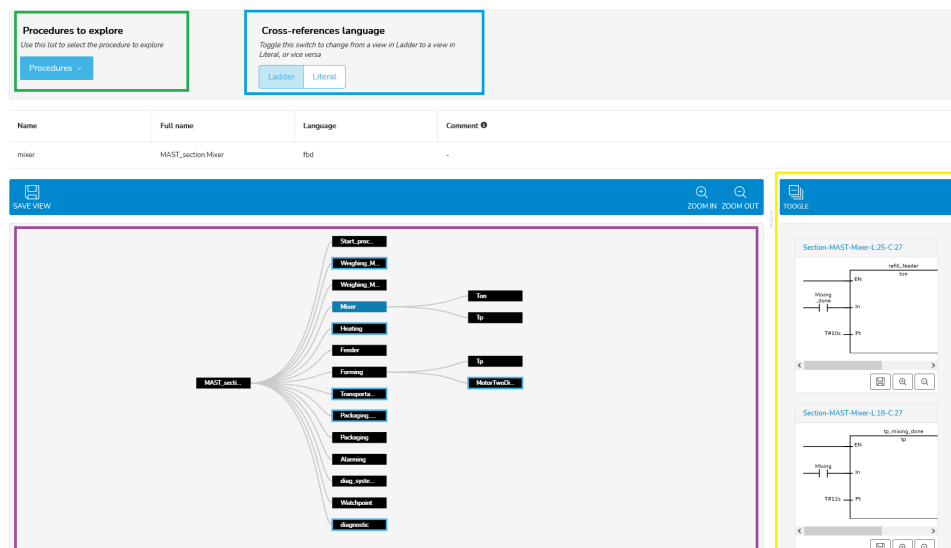 Procedures to explore
Use this list to select the procedure to explore
Procedures
Cross-references language
Toggle this switch to change from a view in Ladder to a view in
Literal, or vice versa
Ladder Literal
Name Full name Language Comment
mixer MAST_section.Mixer fbd -
SAVE VIEW
ZOOM IN ZOOM OUT
TOOGLE
Start_proc...
Weighing_M...
Weighing_M...
Mixer
Heating
Feeder
Forming
Transporta...
Packaging_...
Packaging
Alarming
diag_syste...
Watchpoint
diagnostic
MAST_secti...
Ton
Tp
Tp
MotorTwoDi...
Section-MAST-Mixer-L:25-C:27
refill_feeder
ton
EN
Mixing
_done
In
T#10s Pt
Section-MAST-Mixer-L:18-C:27
tp_mixing_done
tp
EN
Mixing
In
T#12s Pt